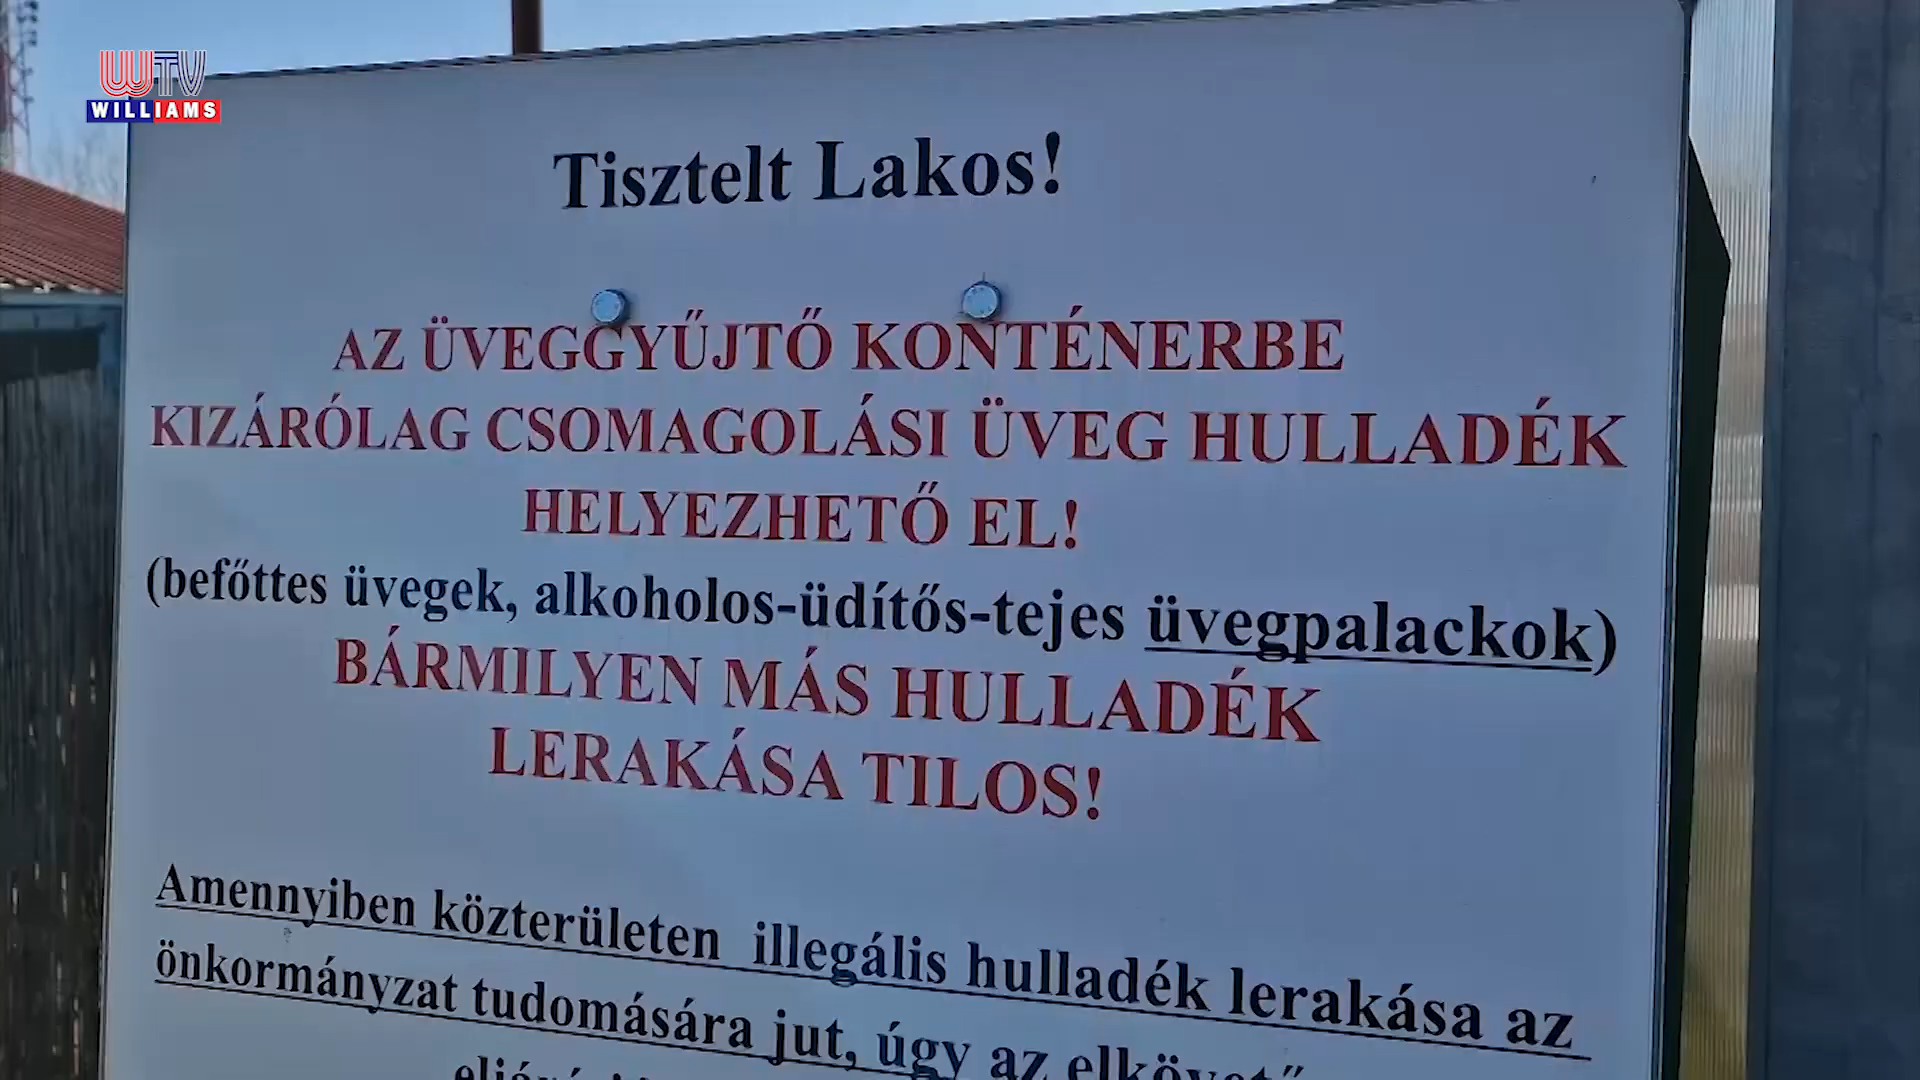 WTV
WILLIAMS
Tisztelt Lakos!
AZ ÜVEGGYŰJTŐ KONTÉNERBE
KIZÁRÓLAG CSOMAGOLÁSI ÜVEG HULLADÉK
HELYEZHETŐ EL!
(befőttes üvegek, alkoholos-üdítős-tejes üvegpalackok)
BÁRMILYEN MÁS HULLADÉK
LERAKÁSA TILOS!
Amennyiben közterületen illegális hulladék lerakása az
önkormányzat tudomására jut, úgy az